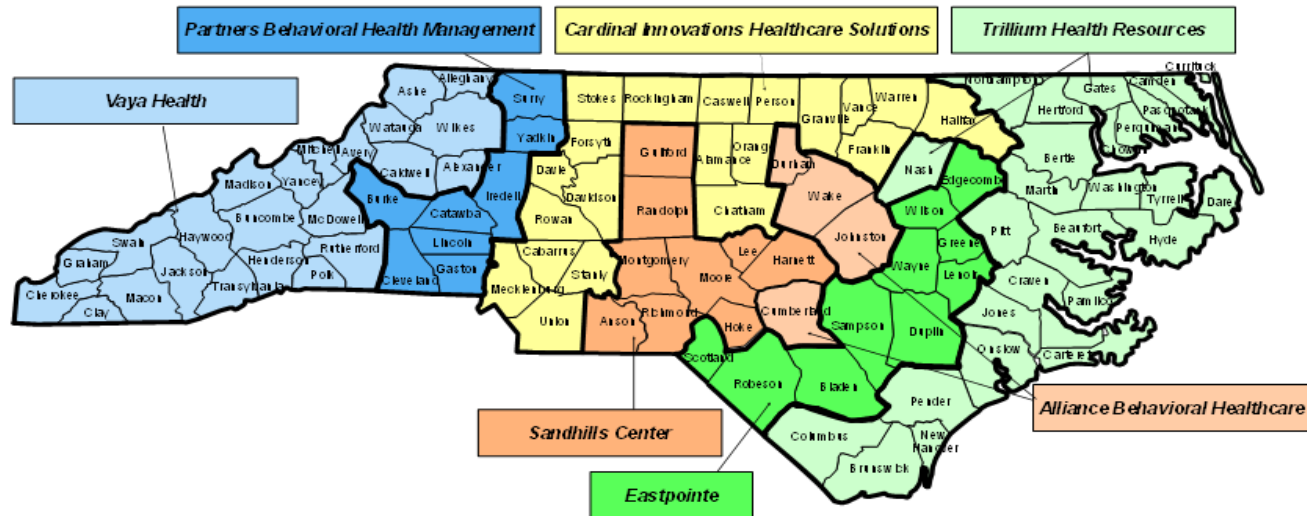 Partners Behavioral Health Management
Cardinal Innovations Healthcare Solutions
Trillium Health Resources
Vaya Health
Ashe
Alleghany
Surry
Stokes
Rockingham
Caswell
Person
Granville
Vance
Warren
Halifax
Northampton
Gates
Camden
Currituck
Pasquotank
Hertford
Perquimans
Chowan
Watauga
Wilkes
Yadkin
Forsyth
Guilford
Alamance
Orang
Durham
Franklin
Bertie
Mitchell
Avery
Caldwell
Alexander
Iredell
Davie
Davidson
Randolph
Chatham
Wake
Nash
Edgecomb
Martin
Washington
Tyrrell
Dare
Madison
Yancey
Burke
Catawba
Rowan
Johnston
Wilson
Pitt
Beaufort
Hyde
Buncombe
McDowell
Lincoln
Cabarrus
Stanly
Montgomery
Moore
Lee
Harnett
Wayne
Greene
Lenoir
Craven
Pamlico
Swain
Haywood
Rutherford
Cleveland
Gaston
Mecklenburg
Graham
Jackson
Henderson
Polk
Transylvania
Cherokee
Macon
Clay
Union
Anson
Richmond
Hoke
Cumberland
Sampson
Duplin
Jones
Onslow
Carteret
Scotland
Robeson
Bladen
Pender
Columbus
New
Hanover
Brunswick
Sandhills Center
Alliance Behavioral Healthcare
Eastpointe